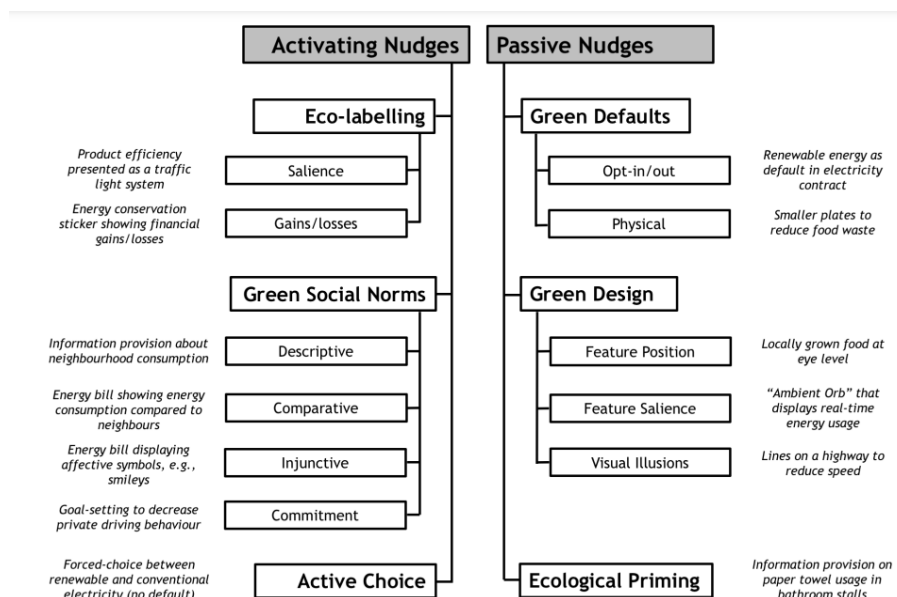 Activating Nudges
Passive Nudges
Eco-labelling
Green Defaults
Product efficiency
presented as a traffic
light system
Salience
Opt-in/out
Renewable energy as
default in electricity
contract
Energy conservation
sticker showing financial
gains/losses
Gains/losses
Physical
Smaller plates to
reduce food waste
Green Social Norms
Green Design
Information provision about
neighbourhood consumption
Descriptive
Feature Position
Locally grown food at
eye level
Energy bill showing energy
consumption compared to
neighbours
Comparative
Feature Salience
“Ambient Orb” that
displays real-time
energy usage
Energy bill displaying
affective symbols, e.g.,
smileys
Injunctive
Visual Illusions
Lines on a highway to
reduce speed
Goal-setting to decrease
private driving behaviour
Commitment
Forced-choice between
renewable and conventional
electricity (no default)
Active Choice
Ecological Priming
Information provision on
paper towel usage in
bathroom stalls